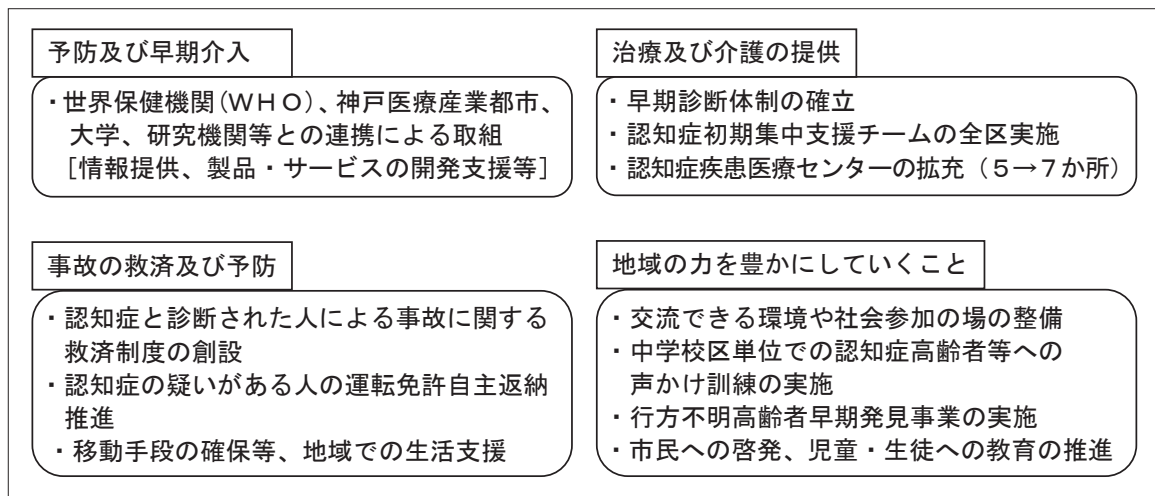 予防及び早期介入
・世界保健機関(WHO)、神戸医療産業都市、
大学、研究機関等との連携による取組
[情報提供、製品・サービスの開発支援等]
治療及び介護の提供
・早期診断体制の確立
・認知症初期集中支援チームの全区実施
・認知症疾患医療センターの拡充(5→7か所)
事故の救済及び予防
・認知症と診断された人による事故に関する
救済制度の創設
・認知症の疑いがある人の運転免許自主返納
推進
・移動手段の確保等、地域での生活支援
地域の力を豊かにしていくこと
・交流できる環境や社会参加の場の整備
・中学校区単位での認知症高齢者等への
声かけ訓練の実施
・行方不明高齢者早期発見事業の実施
・市民への啓発、児童・生徒への教育の推進